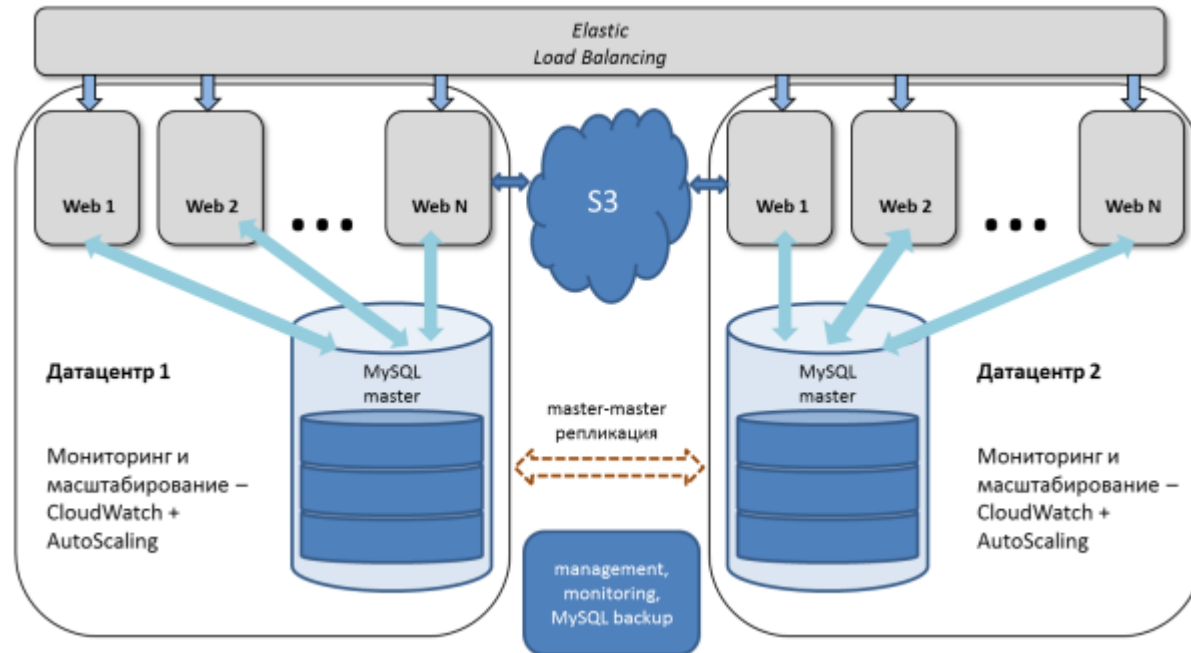 Elastic
Load Balancing
Web 1
Web 2
...
Web N
S3
Web 1
Web 2
...
Web N
Датацентр 1
MySQL
master
MySQL
master
Датацентр 2
master-master
репликация
Мониторинг и
масштабирование –
CloudWatch +
AutoScaling
Мониторинг и
масштабирование –
CloudWatch +
AutoScaling
management,
monitoring,
MySQL backup